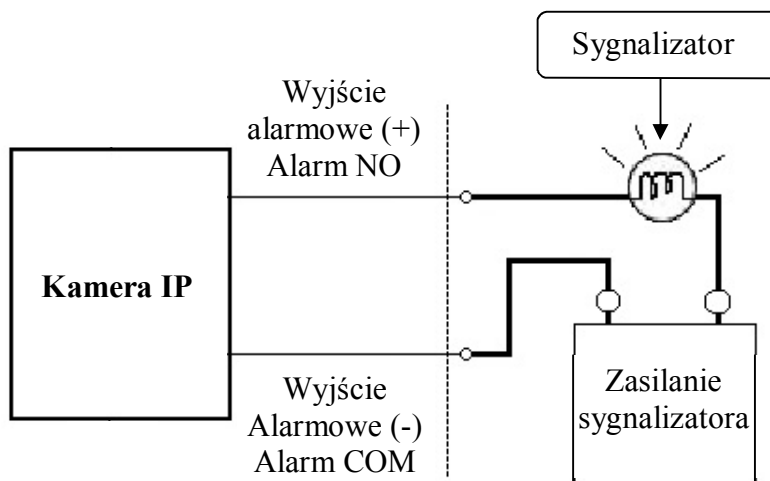 Sygnalizator
Wyjście
alarmowe (+)
Alarm NO
Kamera IP
Wyjście
Alarmowe (-)
Alarm COM
Zasilanie
sygnalizatora